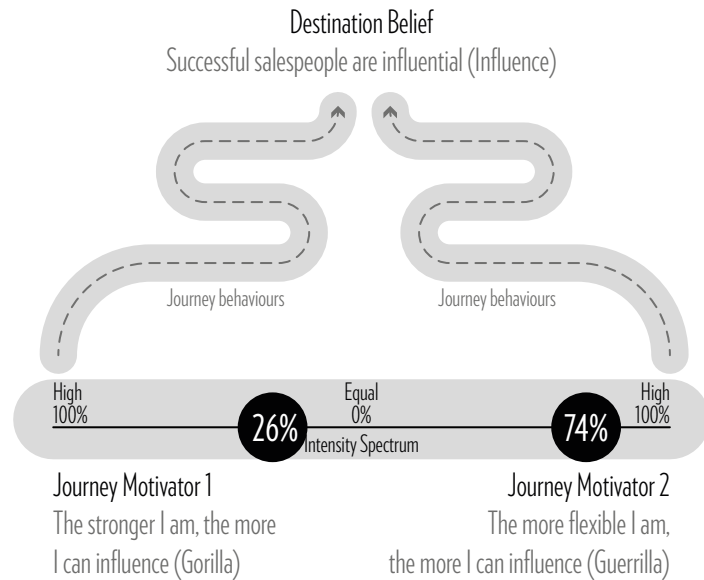 Destination Belief
Successful salespeople are influential (Influence)
Journey behaviours
Journey behaviours
High
100%
Equal
0%
High
100%
26%
74%
Intensity Spectrum
Journey Motivator 1
The stronger I am, the more
I can influence (Gorilla)
Journey Motivator 2
The more flexible I am,
the more I can influence (Guerrilla)